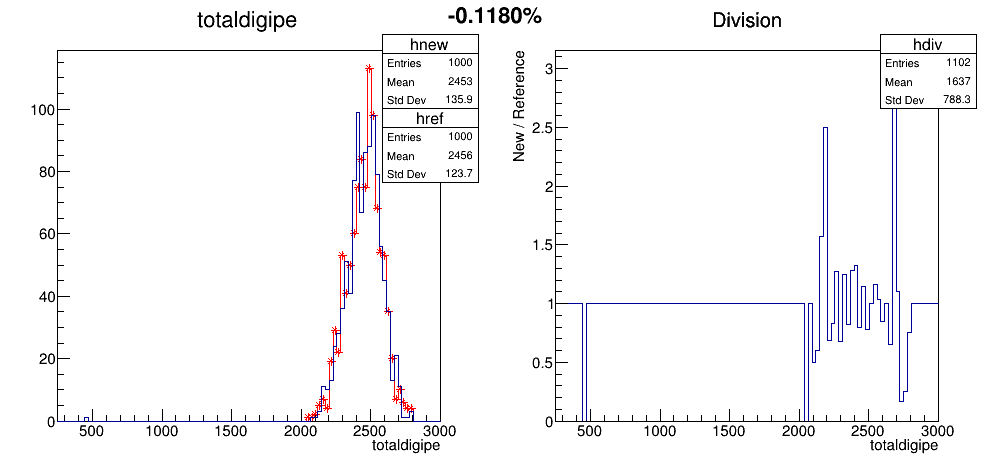 -0.1180%
totaldigipe
hnew
Entries 1000
Mean 2453
Std Dev 135.9
href
Entries 1000
Mean 2456
Std Dev 123.7
100
80
60
40
20
0
500 1000 1500 2000 2500 3000
totaldigipe
Division
hdiv
Entries 1102
Mean 1637
Std Dev 788.3
New / Reference
3
2.5
2
1.5
1
0.5
0
500 1000 1500 2000 2500 3000
totaldigipe